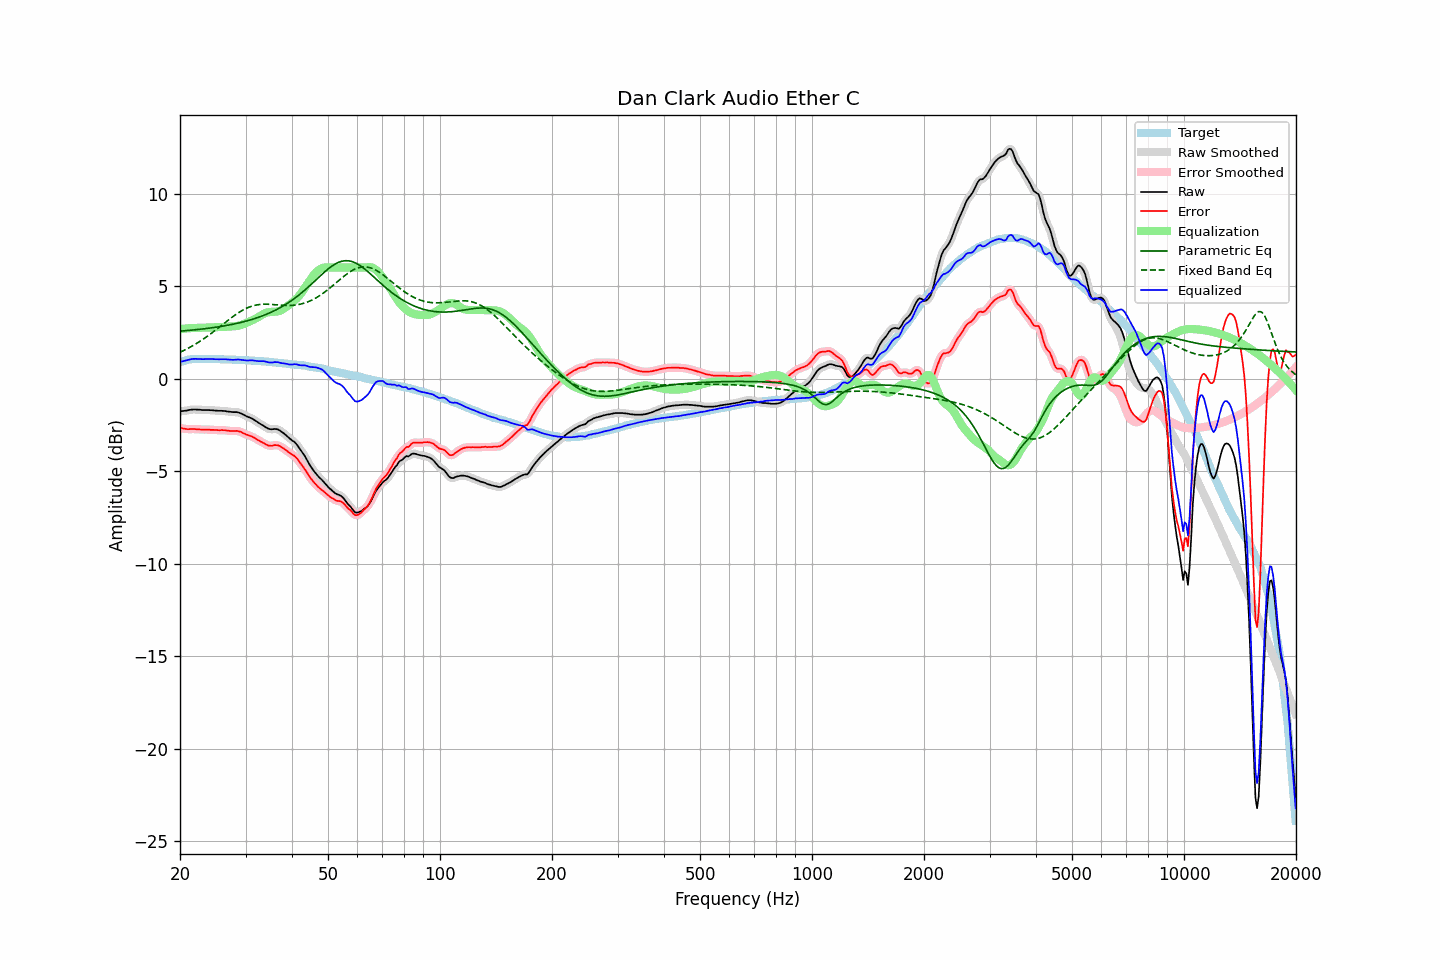 Dan Clark Audio Ether C
Target
Raw Smoothed
Error Smoothed
Raw
Error
Equalization
Parametric Eq
Fixed Band Eq
Equalized
Amplitude (dBr)
10
5
0
−5
−10
−15
−20
−25
20
50
100
200
500
1000
2000
5000
10000
20000
Frequency (Hz)